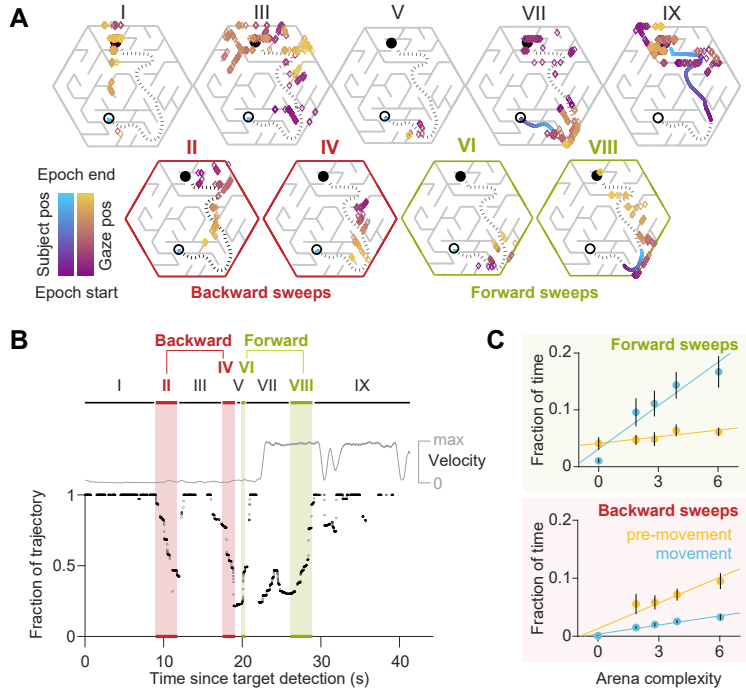 A
I III V VII IX
II IV VI VIII
Epoch end
Subject pos
Gaze pos
Epoch start
Backward sweeps
Forward sweeps
B
Backward Forward
IV VI
I II III V VII VIII IX
max
Velocity
0
Fraction of trajectory
1
0.5
0
0 10 20 30 40
Time since target detection (s)
C
Forward sweeps
Fraction of time
0.2
0.1
0
0 3 6
Backward sweeps
Fraction of time
pre-movement
movement
0.2
0.1
0
0 3 6
Arena complexity